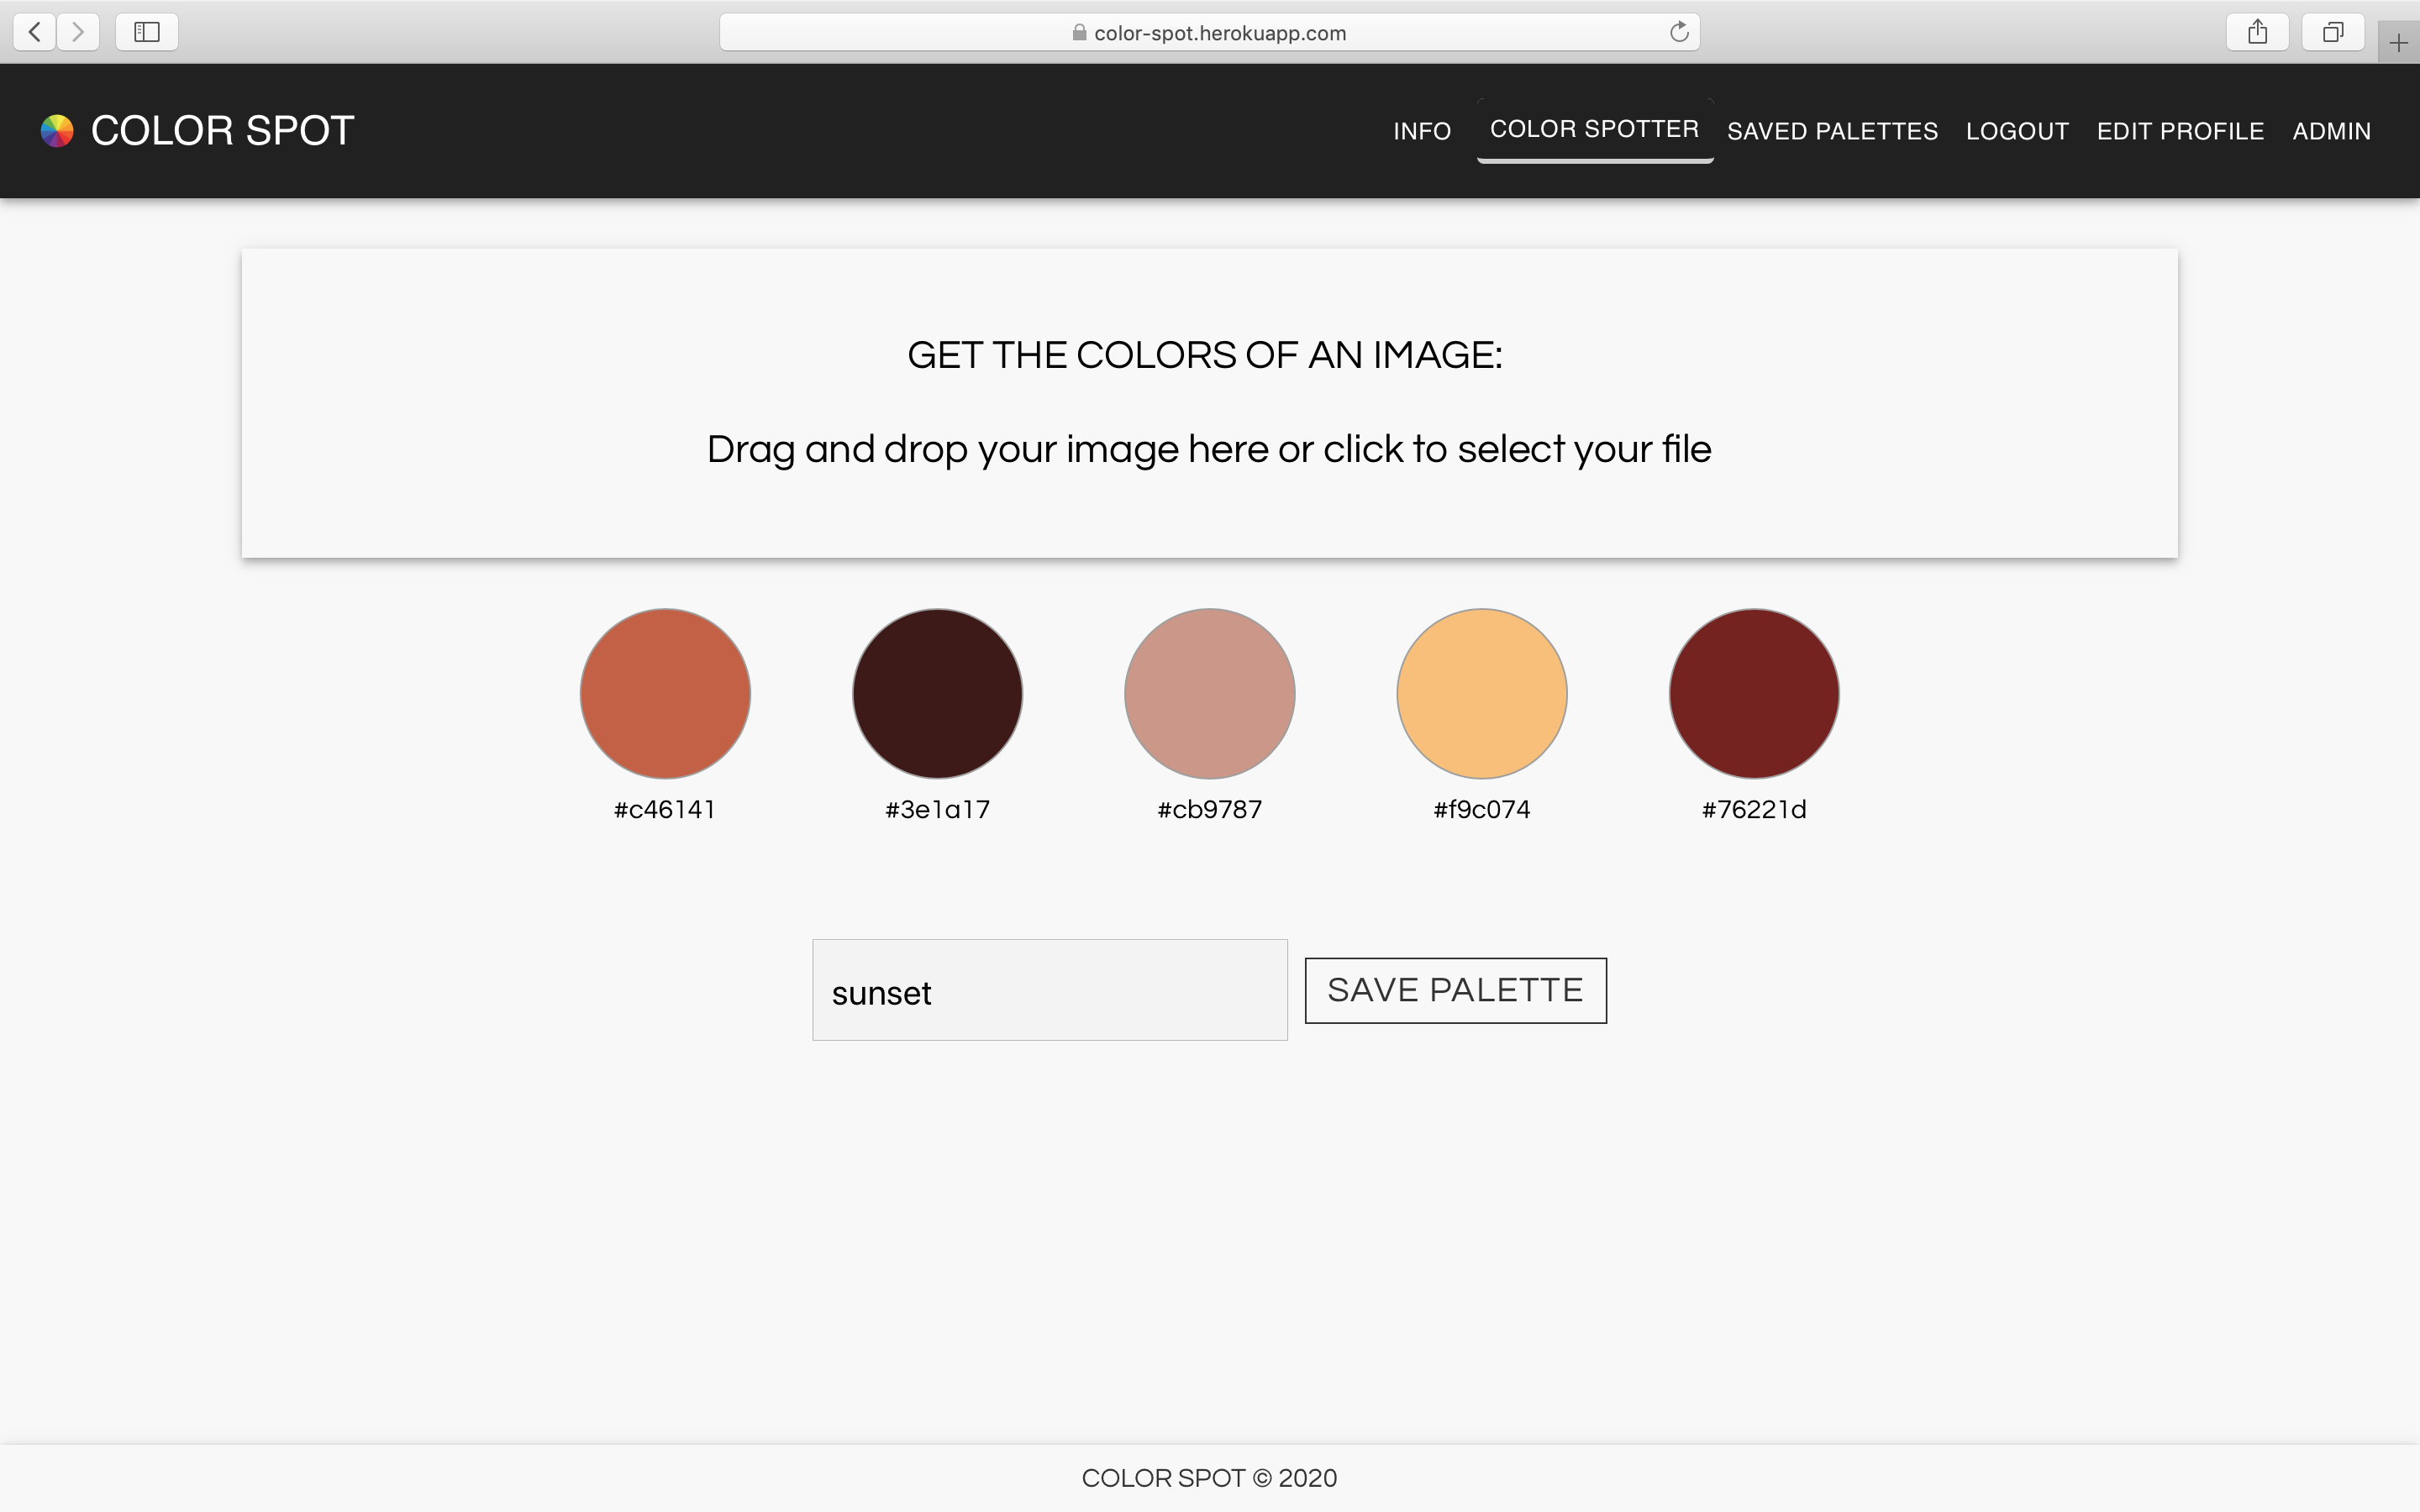 color-spot.herokuapp.com
COLOR SPOT
INFO COLOR SPOTTER SAVED PALETTES LOGOUT EDIT PROFILE ADMIN
GET THE COLORS OF AN IMAGE:
Drag and drop your image here or click to select your file
#c46141 #3e1a17 #cb9787 #f9c074 #76221d
sunset SAVE PALETTE
COLOR SPOT © 2020